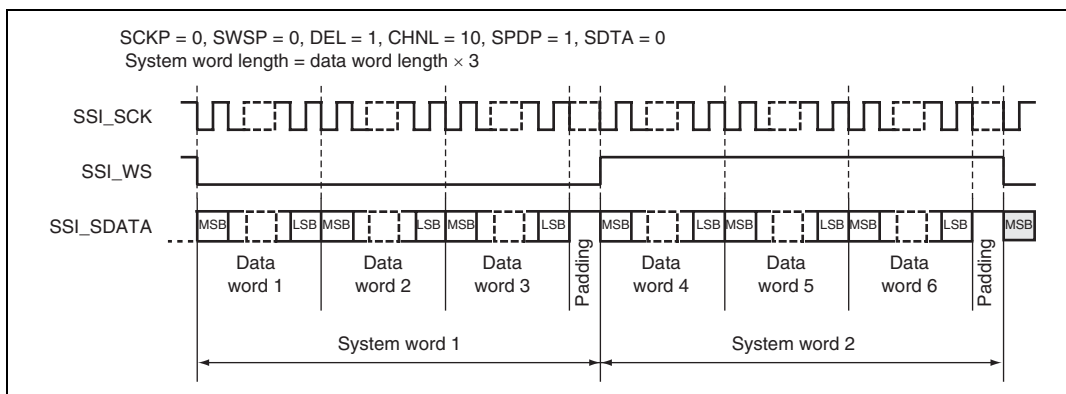 SCKP = 0, SWSP = 0, DEL = 1, CHNL = 10, SPDP = 1, SDTA = 0
System word length = data word length × 3
SSI_SCK
SSI_WS
SSI_SDATA
MSB LSB MSB LSB MSB LSB MSB LSB MSB LSB MSB LSB MSB
Data word 1
Data word 2
Data word 3
Padding
Data word 4
Data word 5
Data word 6
Padding
System word 1
System word 2